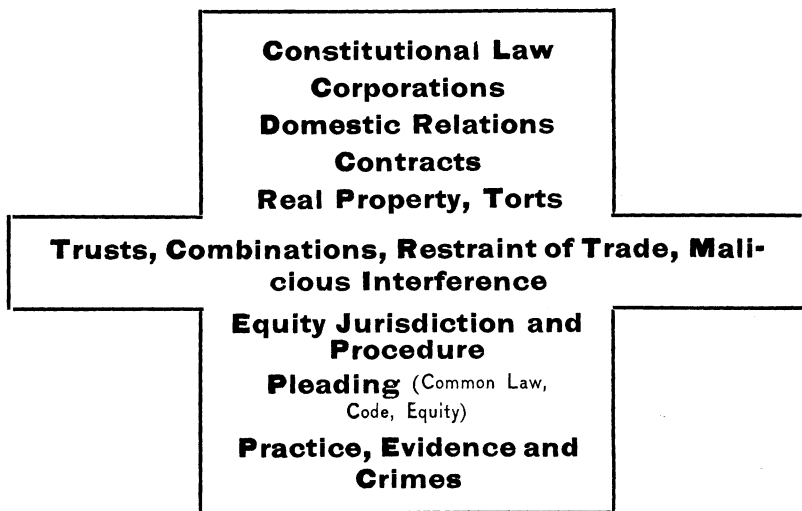 Constitutional Law
Corporations
Domestic Relations
Contracts
Real Property, Torts
Trusts, Combinations, Restraint of Trade, Mali-
cious Interference
Equity Jurisdiction and
Procedure
Pleading (Common Law,
Code, Equity)
Practice, Evidence and
Crimes